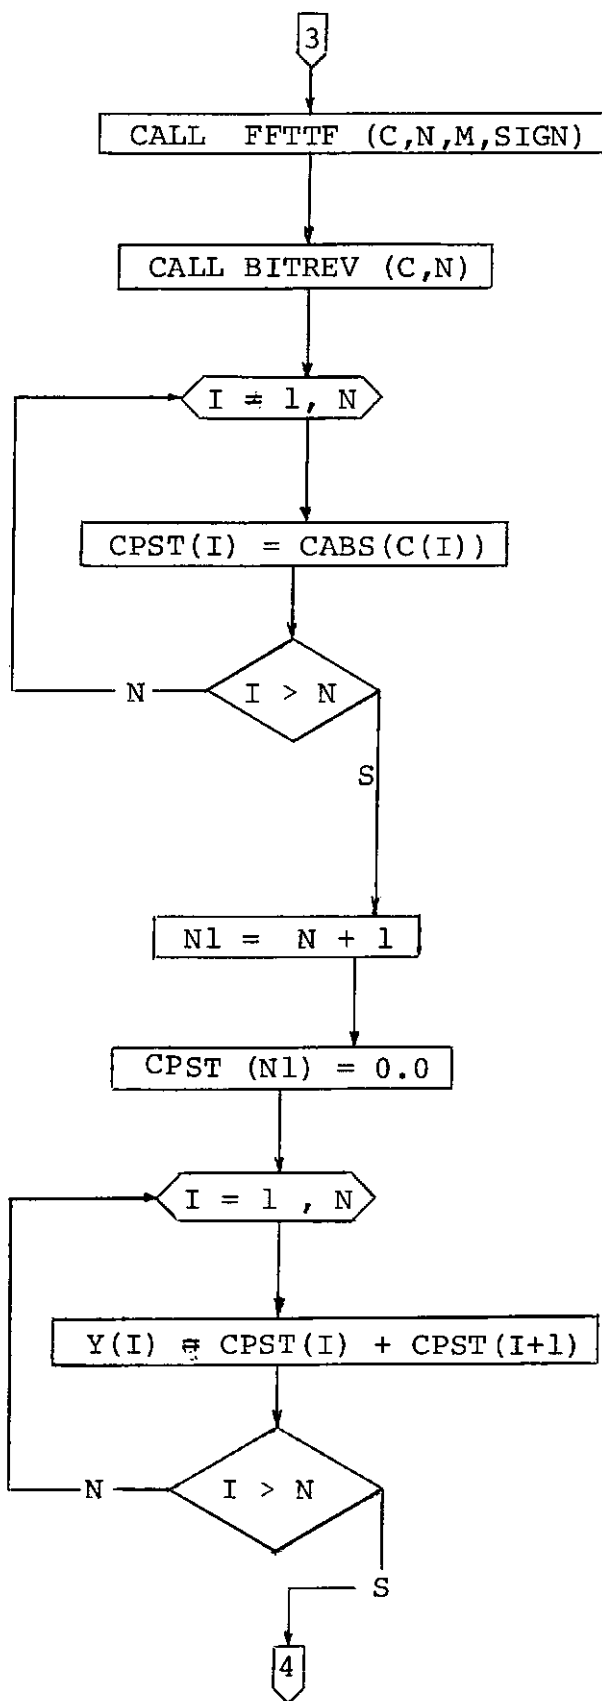 3
CALL FFTTF (C,N,M,SIGN)
CALL BITREV (C,N)
I = 1, N
CPST(I) = CABS(C(I))
N I > N
S
N1 = N + 1
CPST (N1) = 0.0
I = 1 , N
Y(I) = CPST(I) + CPST(I+1)
N I > N
S
4